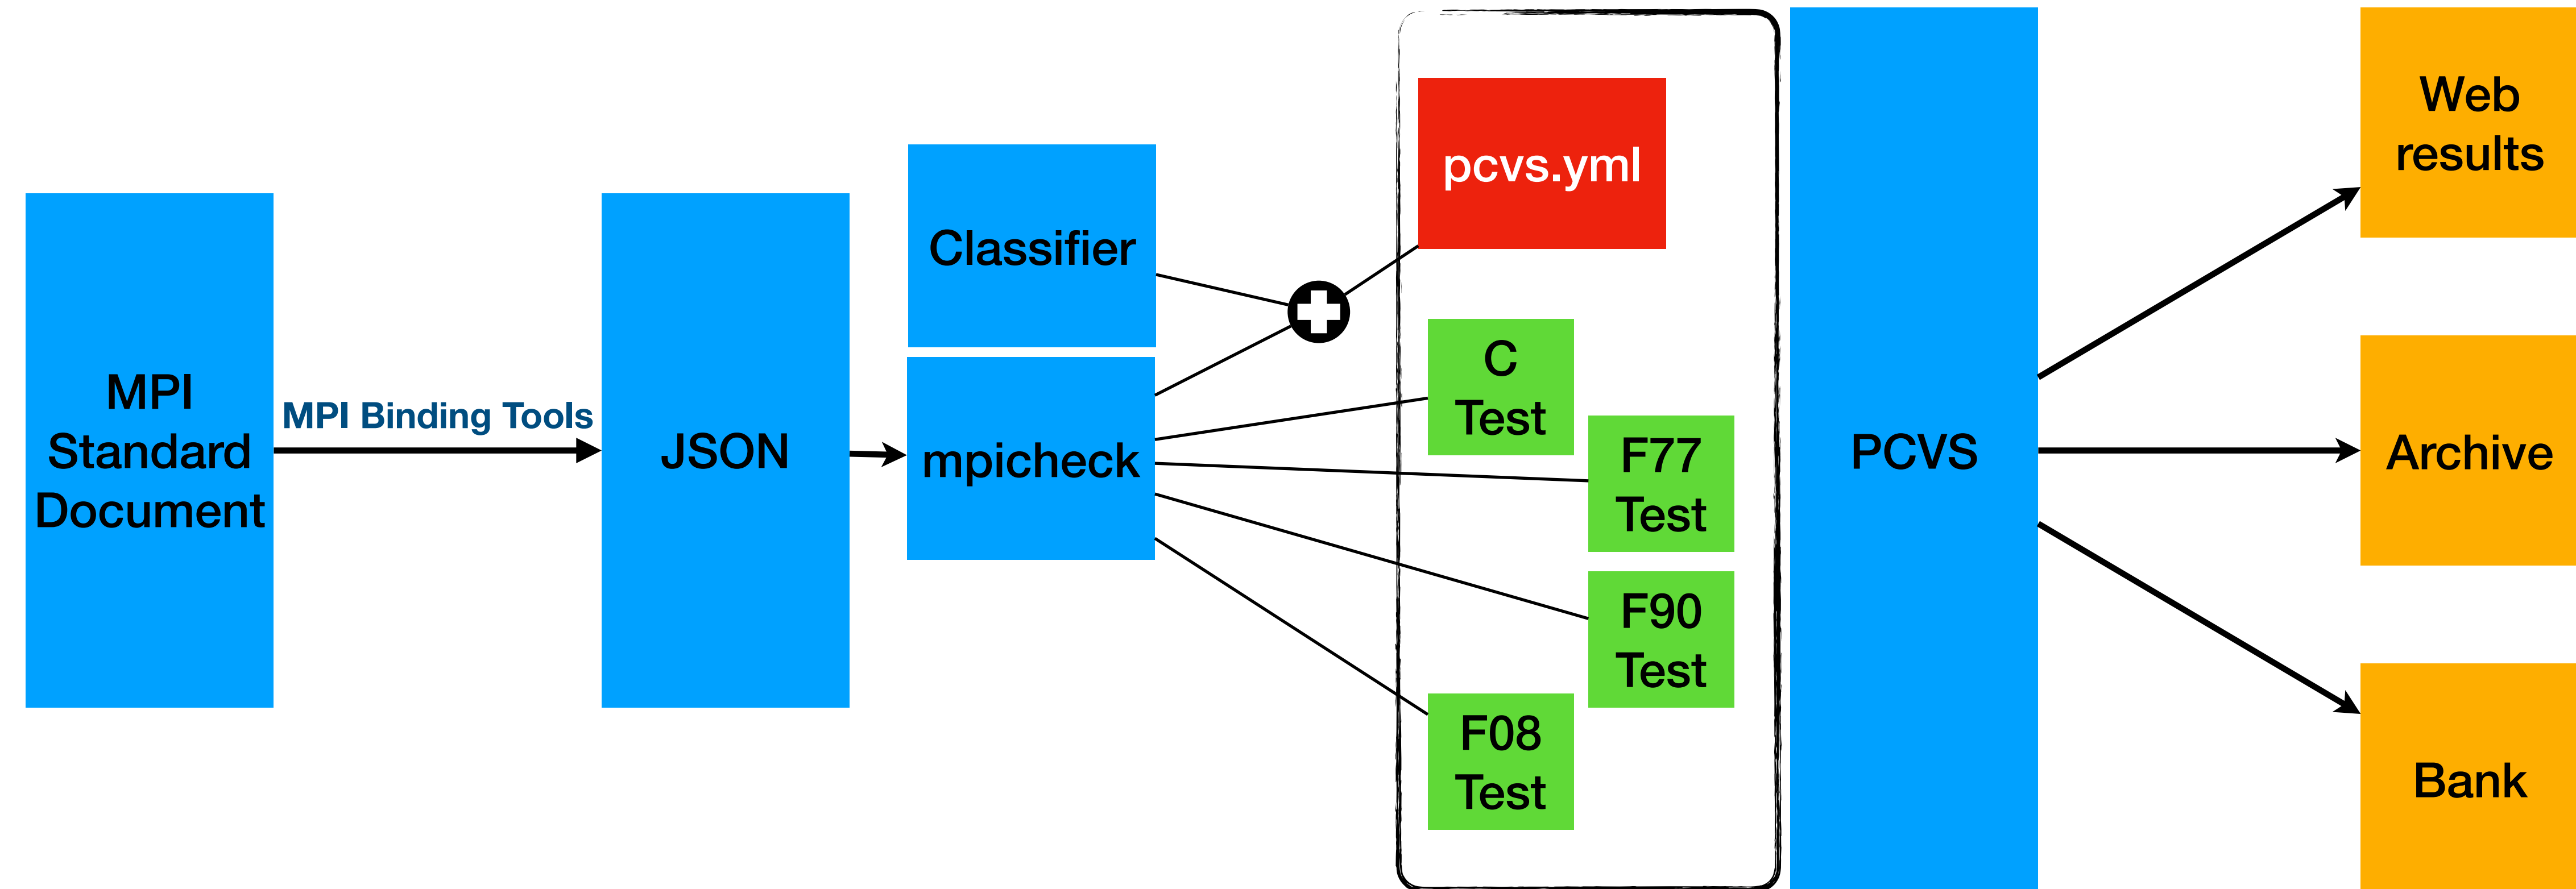 MPI
Standard
Document
MPI Binding Tools
JSON
Classifier
mpicheck
pcvs.yml
C
Test
F77
Test
F90
Test
F08
Test
PCVS
Web
results
Archive
Bank